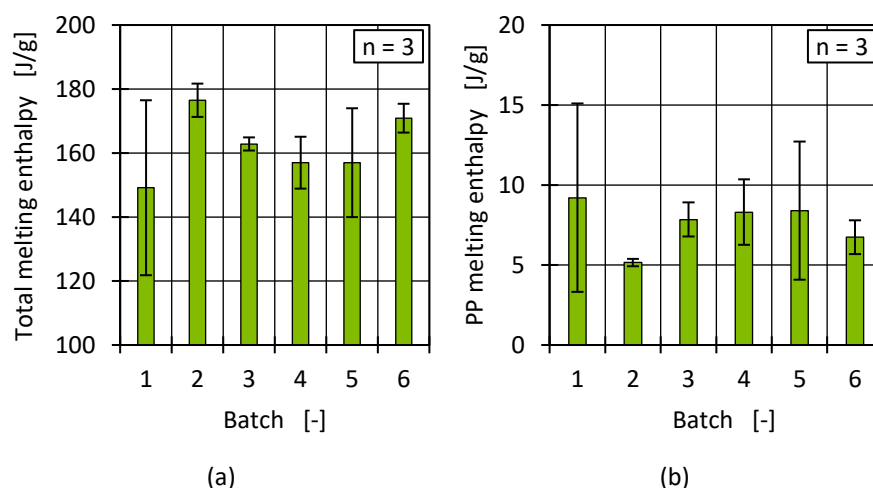 Total melting enthalpy [J/g]
200
180
160
140
120
100
n = 3
1 2 3 4 5 6
Batch [-]
(a)
PP melting enthalpy [J/g]
20
15
10
5
0
n = 3
1 2 3 4 5 6
Batch [-]
(b)